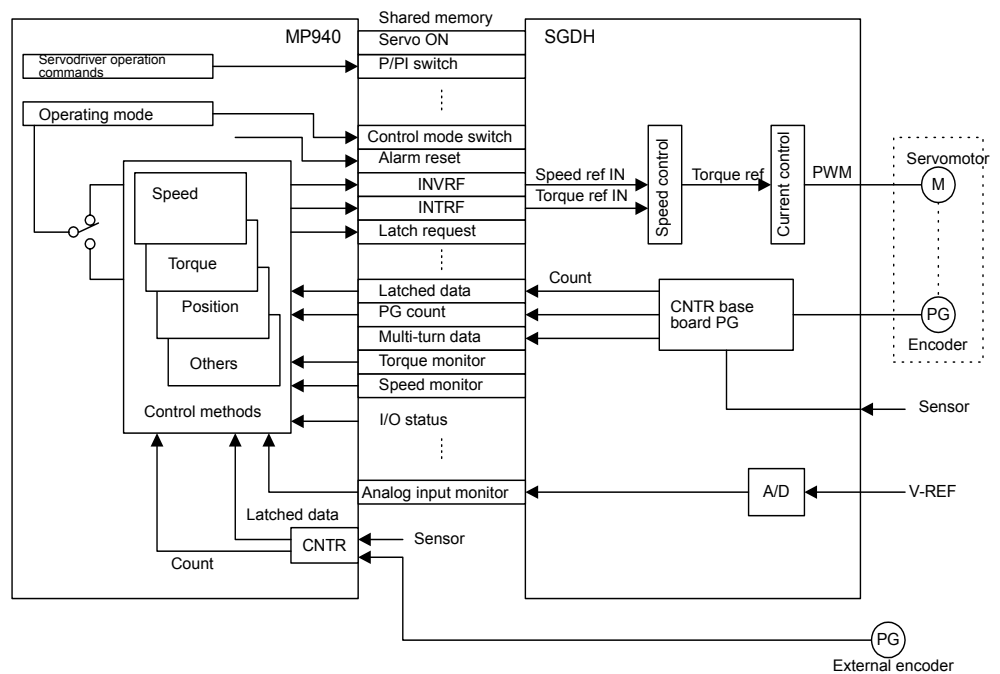 Shared memory
MP940
Servo ON
SGDH
Servodriver operation
commands
P/PI switch
Operating mode
Control mode switch
Alarm reset
Speed
INVRF
Speed ref IN
Torque ref IN
INTRF
Latch request
Speed control
Torque ref
Current control
PWM
Servomotor
M
Torque
Position
Others
Control methods
Latched data
Count
PG count
Multi-turn data
Torque monitor
Speed monitor
I/O status
CNTR base
board PG
PG
Encoder
Sensor
Analog input monitor
A/D
V-REF
Latched data
CNTR
Sensor
Count
PG
External encoder